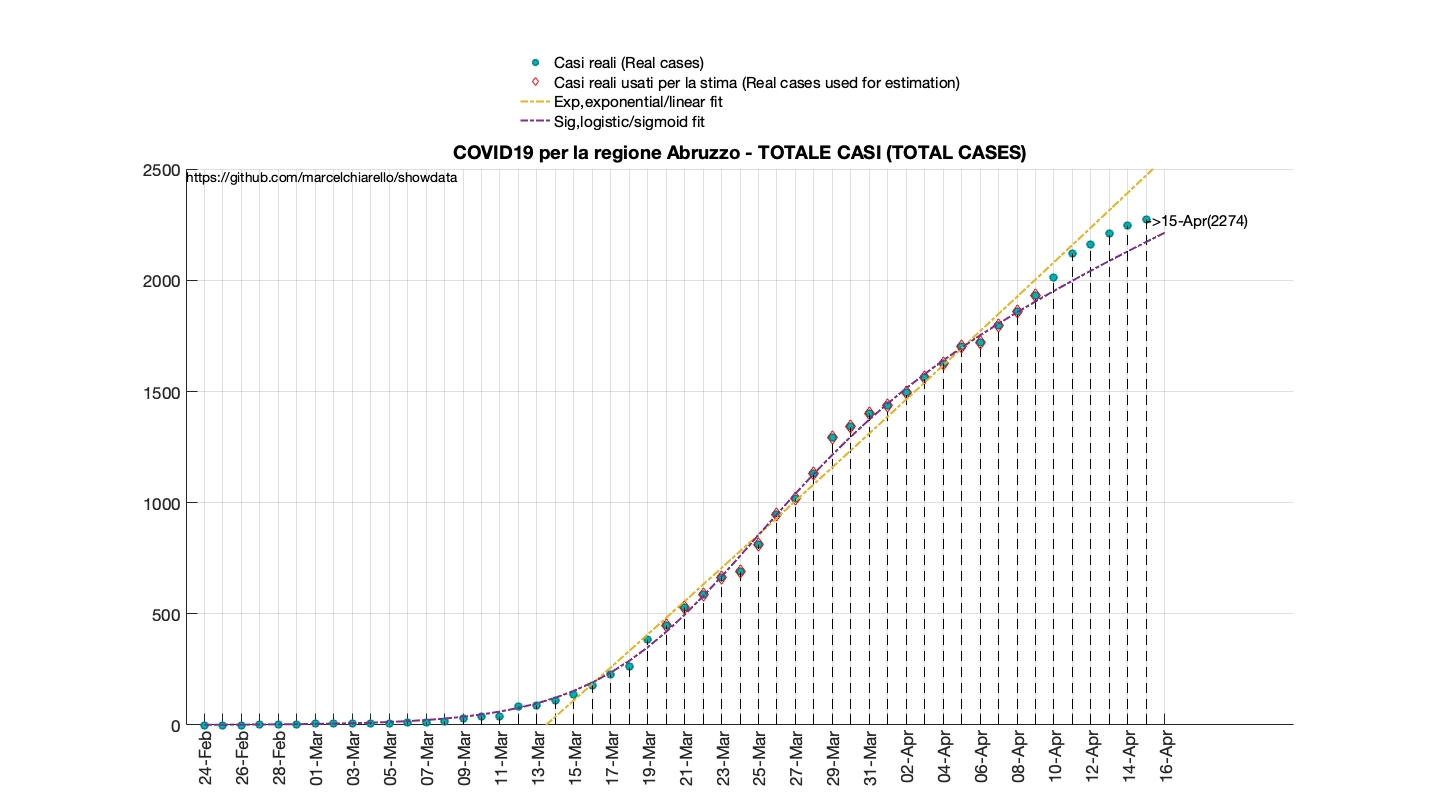 Casi reali (Real cases)
Casi reali usati per la stima (Real cases used for estimation)
Exp,exponential/linear fit
Sig,logistic/sigmoid fit
COVID19 per la regione Abruzzo - TOTALE CASI (TOTAL CASES)
https://github.com/marcelchiarello/showdata
2500
2000
1500
1000
500
0
->15-Apr(2274)
24-Feb
26-Feb
28-Feb
01-Mar
03-Mar
05-Mar
07-Mar
09-Mar
11-Mar
13-Mar
15-Mar
17-Mar
19-Mar
21-Mar
23-Mar
25-Mar
27-Mar
29-Mar
31-Mar
02-Apr
04-Apr
06-Apr
08-Apr
10-Apr
12-Apr
14-Apr
16-Apr